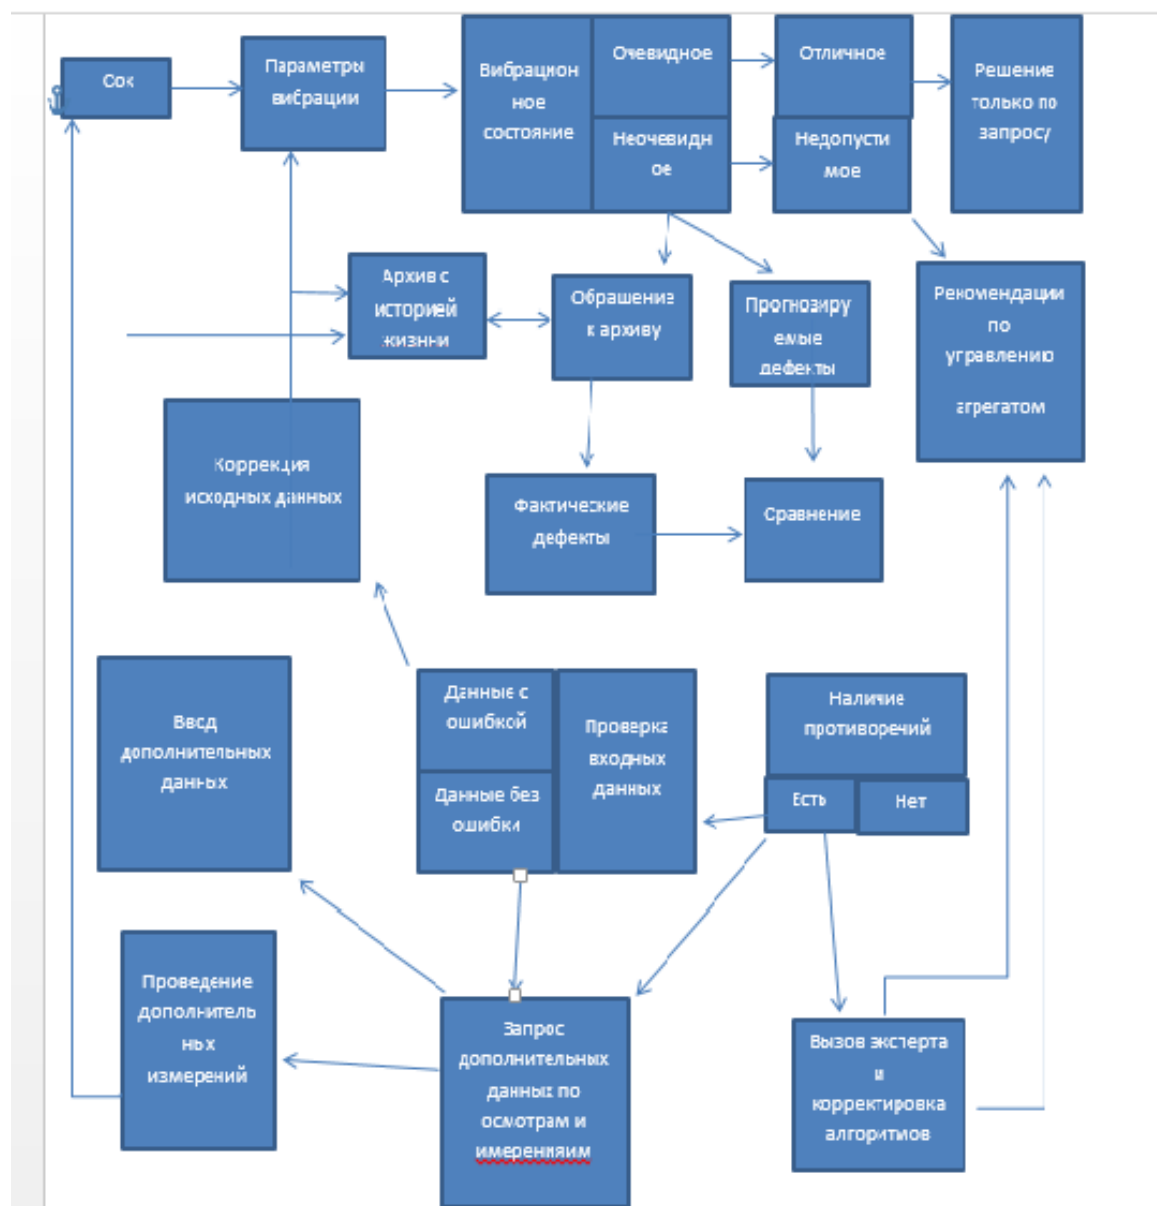 Сок
Параметры
вибрации
Вибрацион
ное
состояние
Очевидное
Неочевидн
ое
Отличное
Недопусти
мое
Решение
только по
запросу
Архив с
историей
жизни
Обрашение
к архиву
Прогнозиру
емые
дефекты
Рекомендации
по
управлению
агрегатом
Коррекция
исходных данных
Фактические
дефекты
Сравнение
Ввод
дополнительных
данных
Данные с
ошибкой
Данные без
ошибки
Проверка
входных
данных
Наличие
противоречий
Есть
Нет
Проведение
дополнитель
ных
измерений
Запрос
дополнительных
данных по
осмотрам и
имеренияим
Вызов эксперта
и
корректировка
алгоритмов